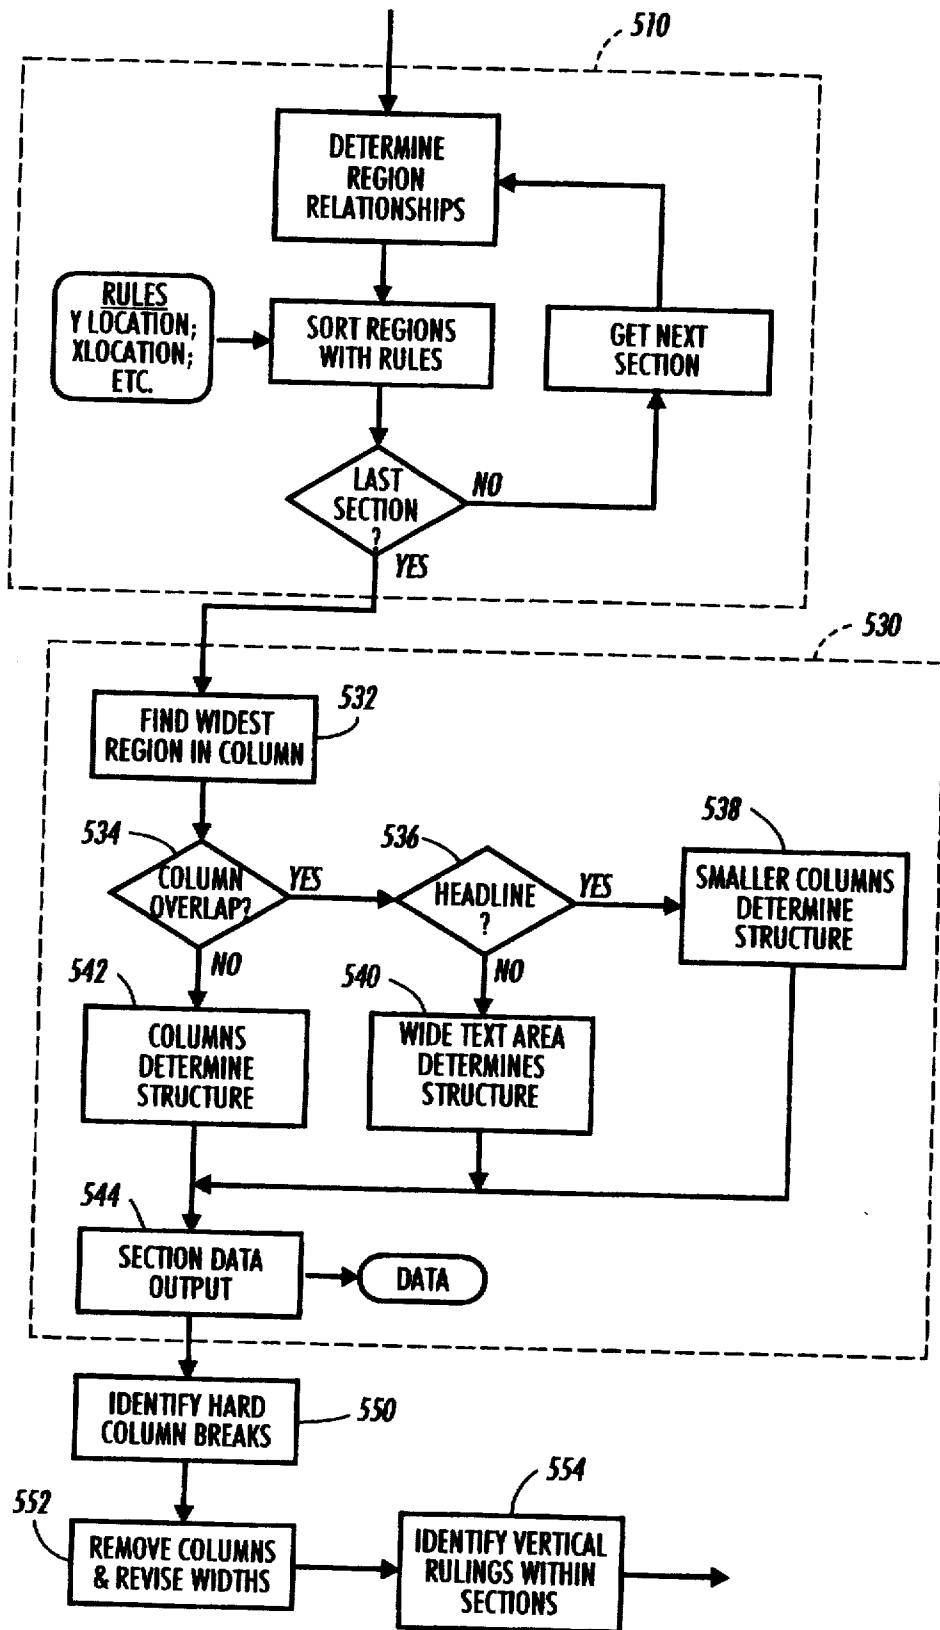 510
DETERMINE
REGION
RELATIONSHIPS
RULES
Y LOCATION;
XLOCATION;
ETC.
SORT REGIONS
WITH RULES
GET NEXT
SECTION
LAST
SECTION
?
NO
YES
530
FIND WIDEST
REGION IN COLUMN
532
534
COLUMN
OVERLAP?
YES
536
HEADLINE
?
YES
538
SMALLER COLUMNS
DETERMINE
STRUCTURE
NO
NO
542
COLUMNS
DETERMINE
STRUCTURE
540
WIDE TEXT AREA
DETERMINES
STRUCTURE
544
SECTION DATA
OUTPUT
DATA
IDENTIFY HARD
COLUMN BREAKS
550
552
REMOVE COLUMNS
& REVISE WIDTHS
554
IDENTIFY VERTICAL
RULINGS WITHIN
SECTIONS